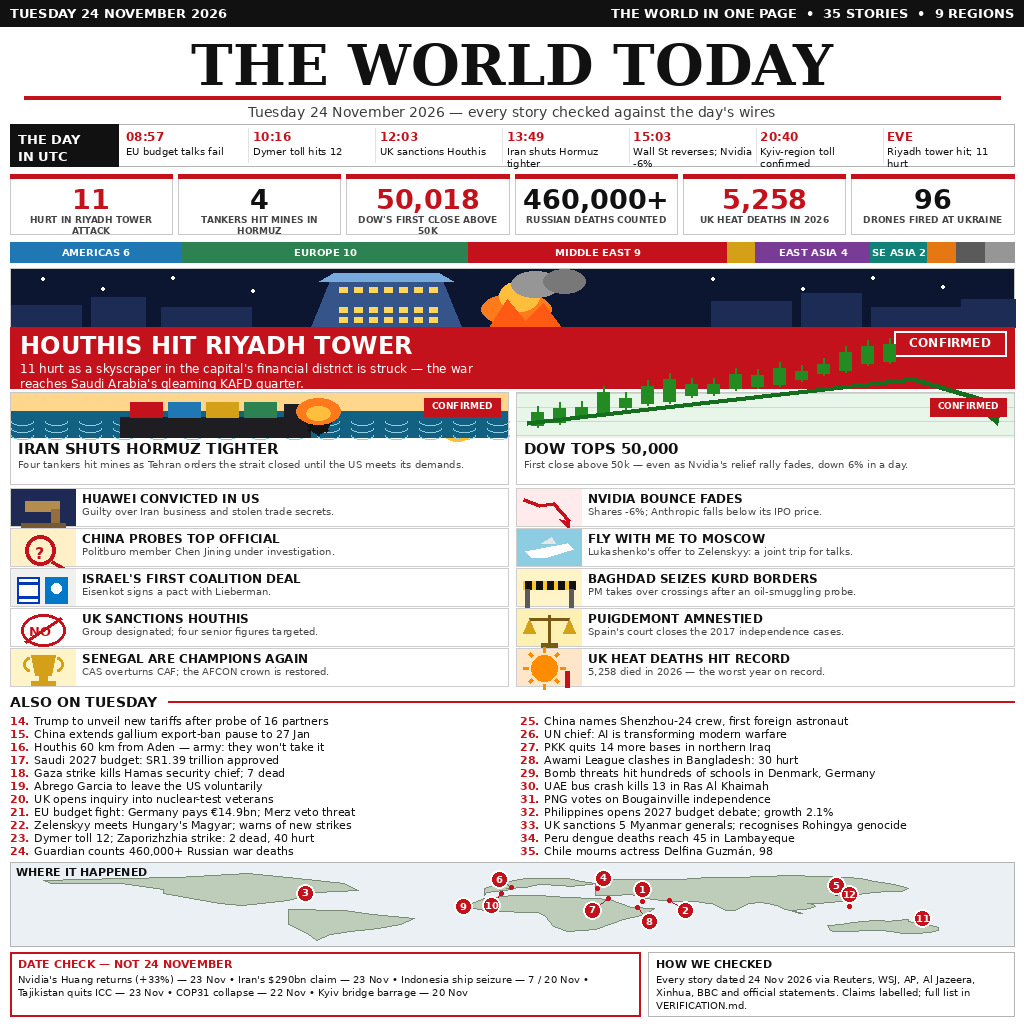 TUESDAY 24 NOVEMBER 2026
THE WORLD IN ONE PAGE • 35 STORIES • 9 REGIONS
THE WORLD TODAY
Tuesday 24 November 2026 — every story checked against the day's wires
THE DAY
IN UTC
08:57
EU budget talks fail
10:16
Dymer toll hits 12
12:03
UK sanctions Houthis
13:49
Iran shuts Hormuz
tighter
15:03
Wall St reverses; Nvidia
-6%
20:40
Kyiv-region toll
confirmed
EVE
Riyadh tower hit; 11
hurt
11
HURT IN RIYADH TOWER
ATTACK
4
TANKERS HIT MINES IN
HORMUZ
50,018
DOW'S FIRST CLOSE ABOVE
50K
460,000+
RUSSIAN DEATHS COUNTED
5,258
UK HEAT DEATHS IN 2026
96
DRONES FIRED AT UKRAINE
AMERICAS 6
EUROPE 10
MIDDLE EAST 9
EAST ASIA 4
SE ASIA 2
HOUTHIS HIT RIYADH TOWER
11 hurt as a skyscraper in the capital's financial district is struck — the war
reaches Saudi Arabia's gleaming KAFD quarter.
CONFIRMED
CONFIRMED
IRAN SHUTS HORMUZ TIGHTER
Four tankers hit mines as Tehran orders the strait closed until the US meets its demands.
CONFIRMED
DOW TOPS 50,000
First close above 50k — even as Nvidia's relief rally fades, down 6% in a day.
HUAWEI CONVICTED IN US
Guilty over Iran business and stolen trade secrets.
NVIDIA BOUNCE FADES
Shares -6%; Anthropic falls below its IPO price.
?
CHINA PROBES TOP OFFICIAL
Politburo member Chen Jining under investigation.
FLY WITH ME TO MOSCOW
Lukashenko's offer to Zelenskyy: a joint trip for talks.
ISRAEL'S FIRST COALITION DEAL
Eisenkot signs a pact with Lieberman.
BAGHDAD SEIZES KURD BORDERS
PM takes over crossings after an oil-smuggling probe.
NO
UK SANCTIONS HOUTHIS
Group designated; four senior figures targeted.
PUIGDEMONT AMNESTIED
Spain's court closes the 2017 independence cases.
SENEGAL ARE CHAMPIONS AGAIN
CAS overturns CAF; the AFCON crown is restored.
UK HEAT DEATHS HIT RECORD
5,258 died in 2026 — the worst year on record.
ALSO ON TUESDAY
14. Trump to unveil new tariffs after probe of 16 partners
15. China extends gallium export-ban pause to 27 Jan
16. Houthis 60 km from Aden — army: they won't take it
17. Saudi 2027 budget: SR1.39 trillion approved
18. Gaza strike kills Hamas security chief; 7 dead
19. Abrego Garcia to leave the US voluntarily
20. UK opens inquiry into nuclear-test veterans
21. EU budget fight: Germany pays €14.9bn; Merz veto threat
22. Zelenskyy meets Hungary's Magyar; warns of new strikes
23. Dymer toll 12; Zaporizhzhia strike: 2 dead, 40 hurt
24. Guardian counts 460,000+ Russian war deaths
25. China names Shenzhou-24 crew, first foreign astronaut
26. UN chief: AI is transforming modern warfare
27. PKK quits 14 more bases in northern Iraq
28. Awami League clashes in Bangladesh: 30 hurt
29. Bomb threats hit hundreds of schools in Denmark, Germany
30. UAE bus crash kills 13 in Ras Al Khaimah
31. PNG votes on Bougainville independence
32. Philippines opens 2027 budget debate; growth 2.1%
33. UK sanctions 5 Myanmar generals; recognises Rohingya genocide
34. Peru dengue deaths reach 45 in Lambayeque
35. Chile mourns actress Delfina Guzmán, 98
WHERE IT HAPPENED
3
6
9
10
4
1
7
8
2
5
12
11
DATE CHECK — NOT 24 NOVEMBER
Nvidia's Huang returns (+33%) — 23 Nov • Iran's $290bn claim — 23 Nov • Indonesia ship seizure — 7 / 20 Nov •
Tajikistan quits ICC — 23 Nov • COP31 collapse — 22 Nov • Kyiv bridge barrage — 20 Nov
HOW WE CHECKED
Every story dated 24 Nov 2026 via Reuters, WSJ, AP, Al Jazeera,
Xinhua, BBC and official statements. Claims labelled; full list in
VERIFICATION.md.